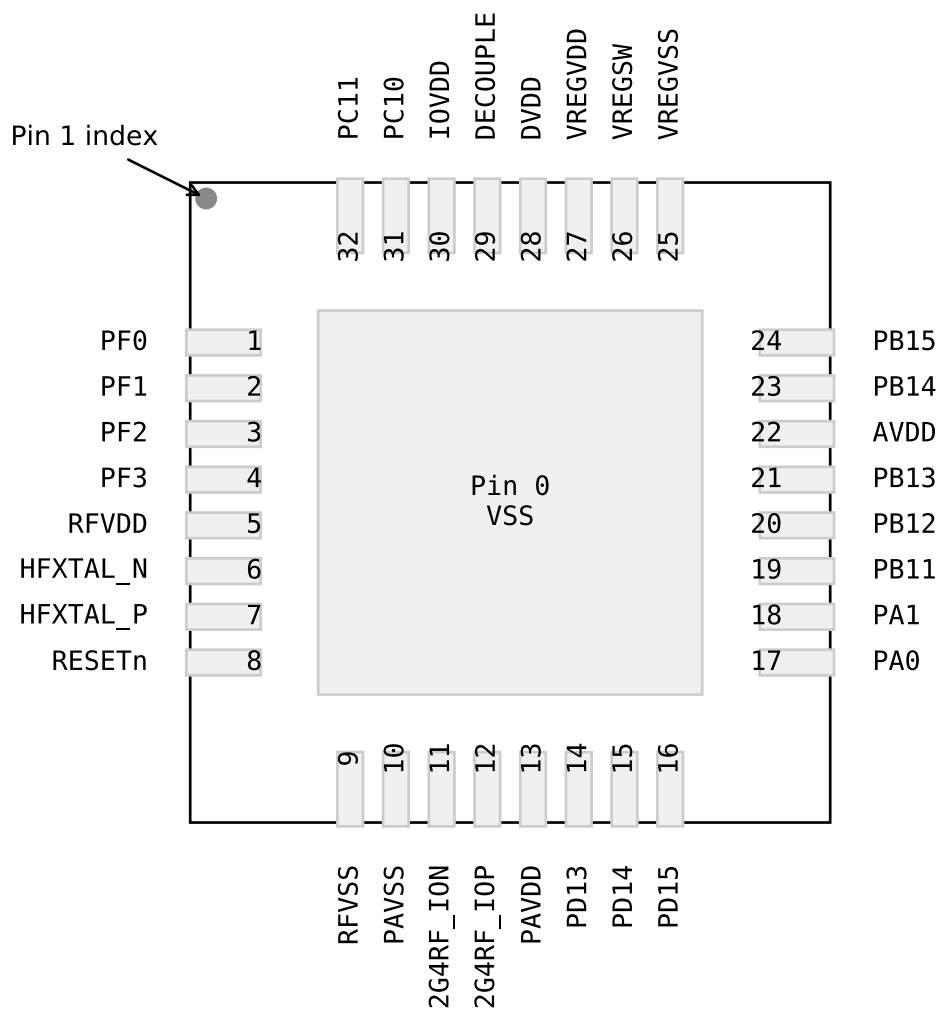 PC11
PC10
IOVDD
DECOUPLE
DVDD
VREGVDD
VREGSW
VREGVSS
Pin 1 index
32
31
30
29
28
27
26
25
PF0 1
PF1 2
PF2 3
PF3 4
RFVDD 5
HFXTAL_N 6
HFXTAL_P 7
RESETn 8
Pin 0
VSS
24 PB15
23 PB14
22 AVDD
21 PB13
20 PB12
19 PB11
18 PA1
17 PA0
9
10
11
12
13
14
15
16
RFVSS
PAVSS
2G4RF_ION
2G4RF_IOP
PAVDD
PD13
PD14
PD15